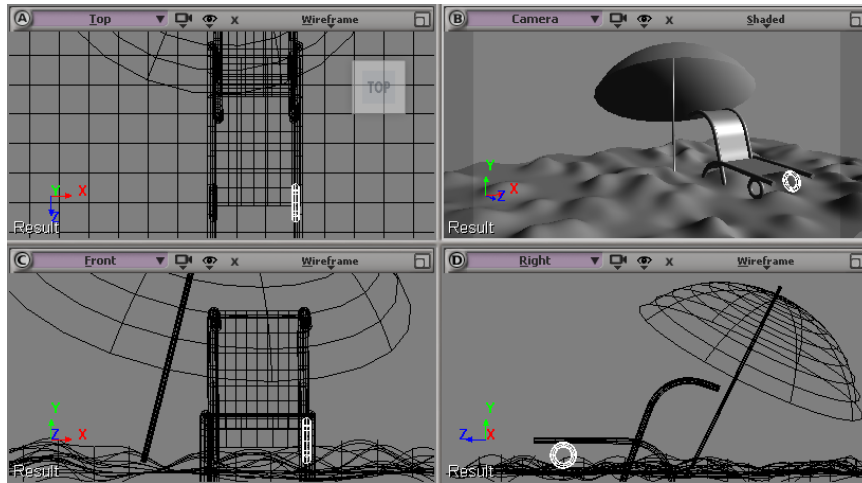 A Top x Wireframe
TOP
Y
X
Z
Result
B Camera Shaded
Y
X
Z
Result
C Front x Wireframe
Y
X
Result
D Right x Wireframe
Y
Z
Result